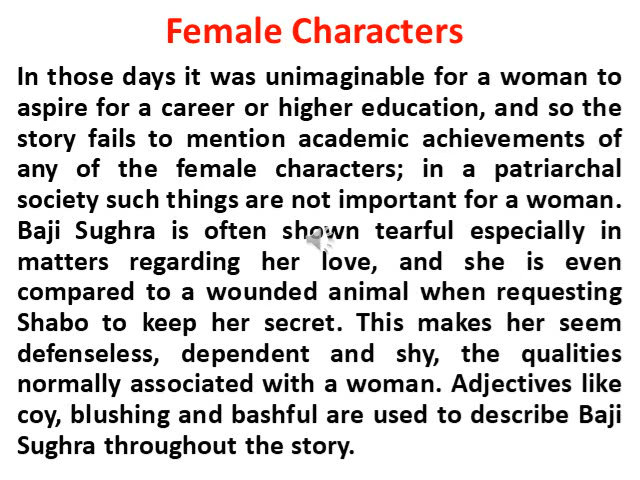 Female Characters
In those days it was unimaginable for a woman to
aspire for a career or higher education, and so the
story fails to mention academic achievements of
any of the female characters; in a patriarchal
society such things are not important for a woman.
Baji Sughra is often shown tearful especially in
matters regarding her love, and she is even
compared to a wounded animal when requesting
Shabo to keep her secret. This makes her seem
defenseless, dependent and shy, the qualities
normally associated with a woman. Adjectives like
coy, blushing and bashful are used to describe Baji
Sughra throughout the story.